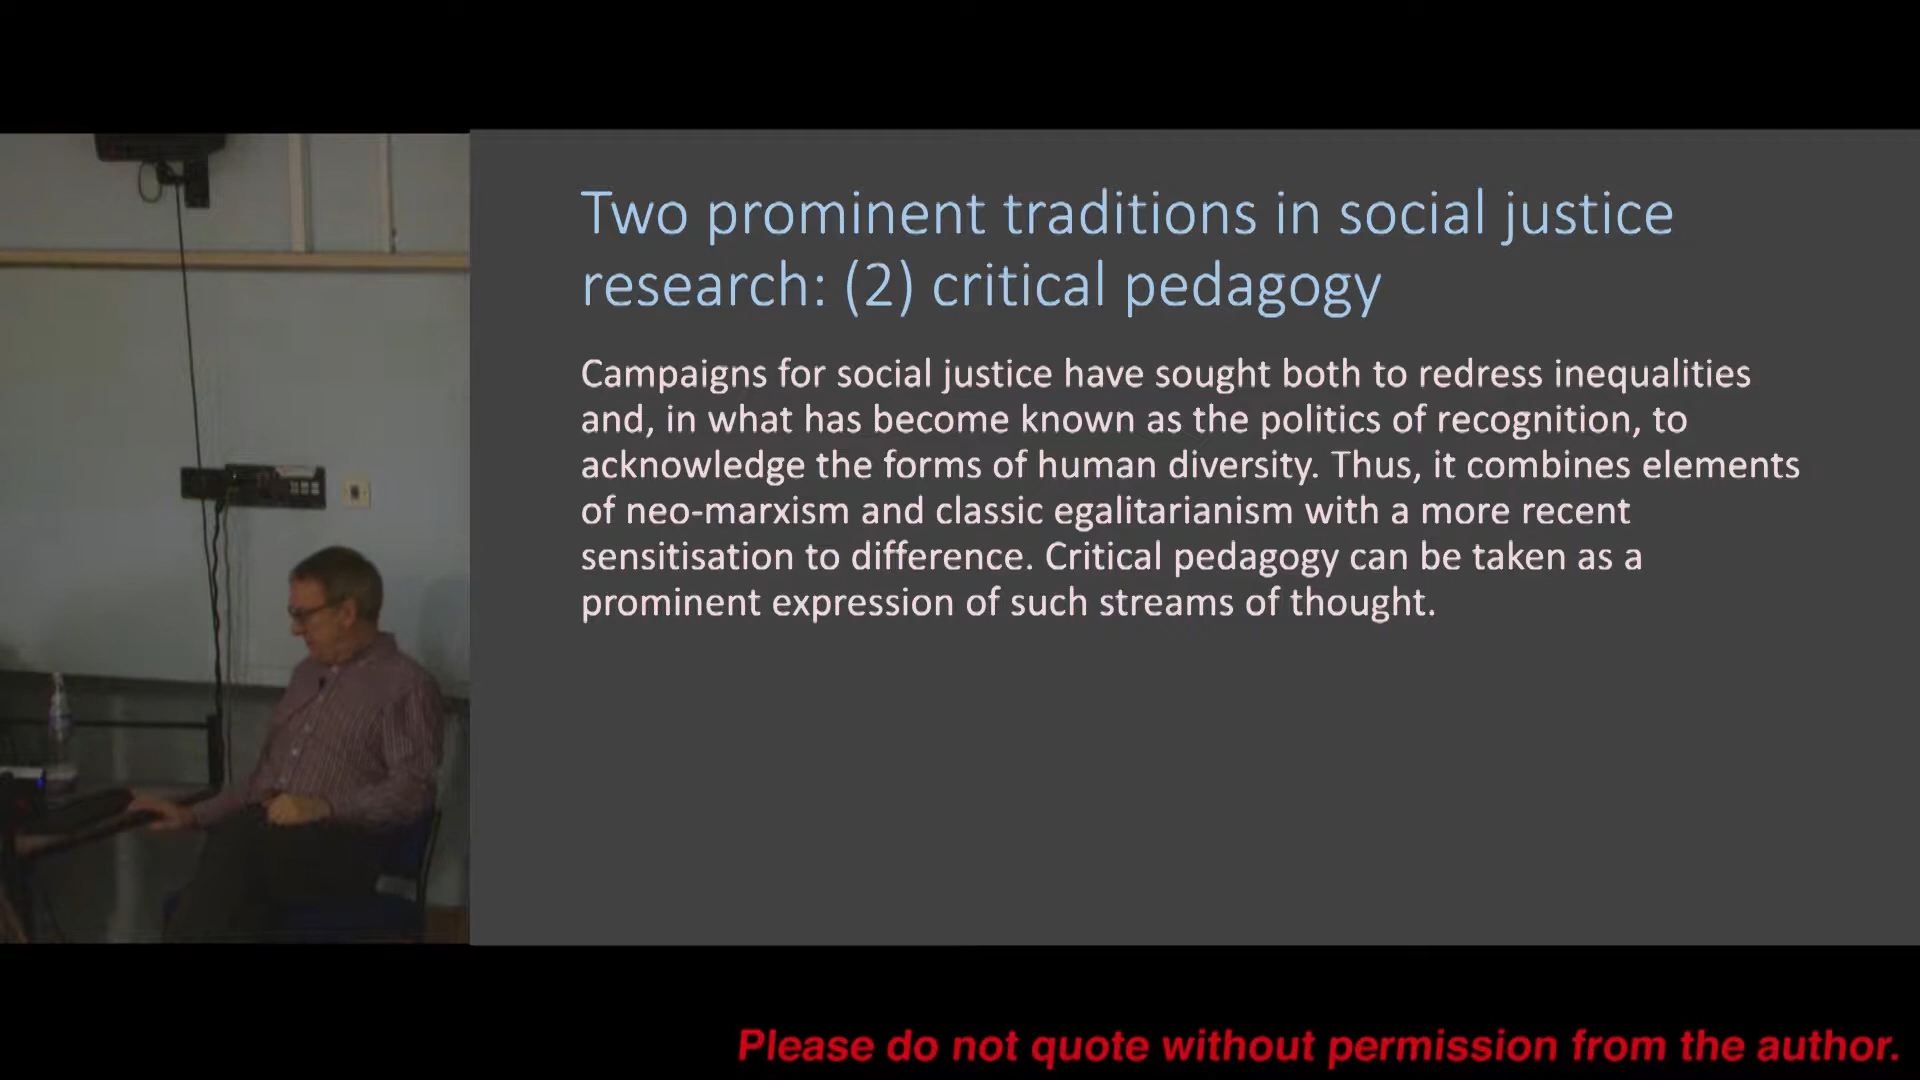 Two prominent traditions in social justice
research: (2) critical pedagogy
Campaigns for social justice have sought both to redress inequalities
and, in what has become known as the politics of recognition, to
acknowledge the forms of human diversity. Thus, it combines elements
of neo-marxism and classic egalitarianism with a more recent
sensitisation to difference. Critical pedagogy can be taken as a
prominent expression of such streams of thought.
Please do not quote without permission from the author.